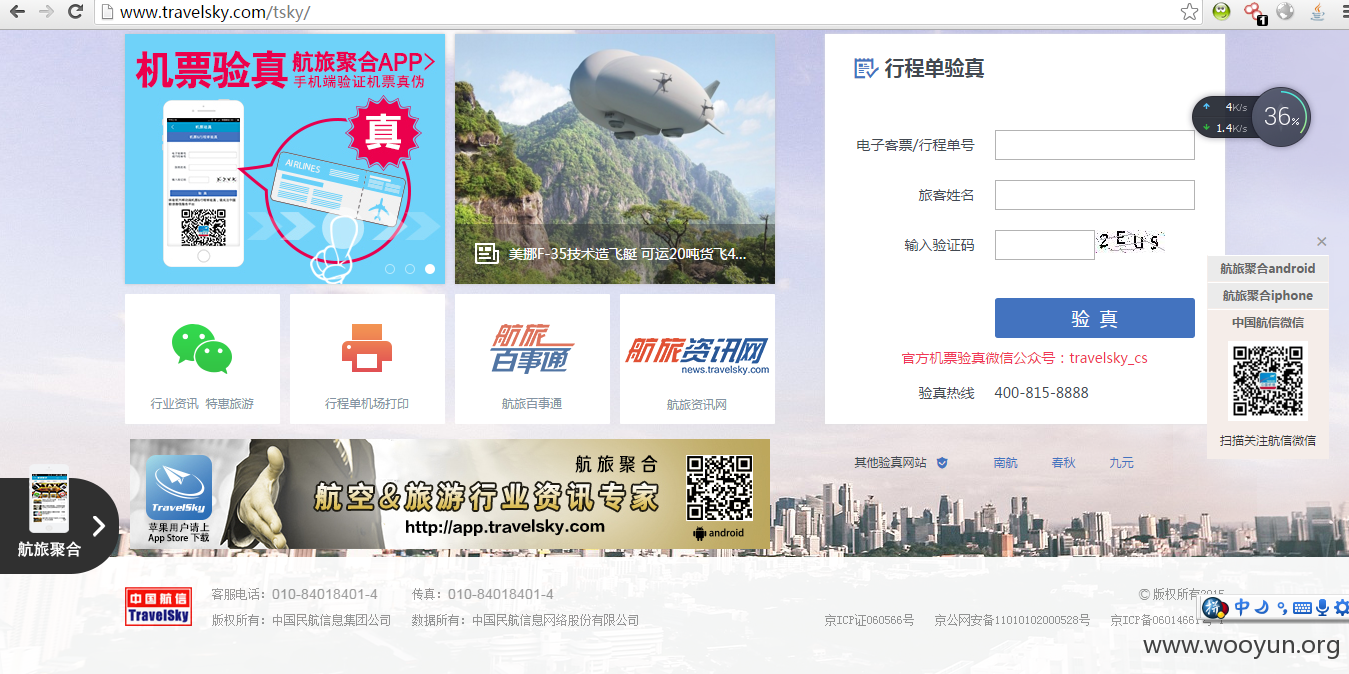 www.travelsky.com/tsky/
1
机票验真
航旅聚合APP>
手机端验证机票真伪
机票验真
真
AIRLINES
美挪F-35技术造飞艇 可运20吨货飞4...
行程单验真
电子客票/行程单号
旅客姓名
输入验证码
2EUS
验 真
官方机票验真微信公众号：travelsky_cs
验真热线 400-815-8888
4K/s
1.4K/s
36%
航旅聚合android
航旅聚合iphone
中国航信微信
扫描关注航信微信
行业资讯 特惠旅游
行程单机场打印
航旅
百事通
航旅百事通
航旅资讯网
news.travelsky.com
航旅资讯网
其他验真网站 南航 春秋 九元
TravelSky
苹果用户请上
App Store 下载
航旅聚合
航空&旅游行业资讯专家
http://app.travelsky.com
android
航旅聚合
中国航信
TravelSky
客服电话：010-84018401-4 传真：010-84018401-4
版权所有：中国民航信息集团公司 数据所有：中国民航信息网络股份有限公司
© 版权所有2015
京ICP证060566号 京公网安备11010102000528号
拼 中
www.wooyun.org